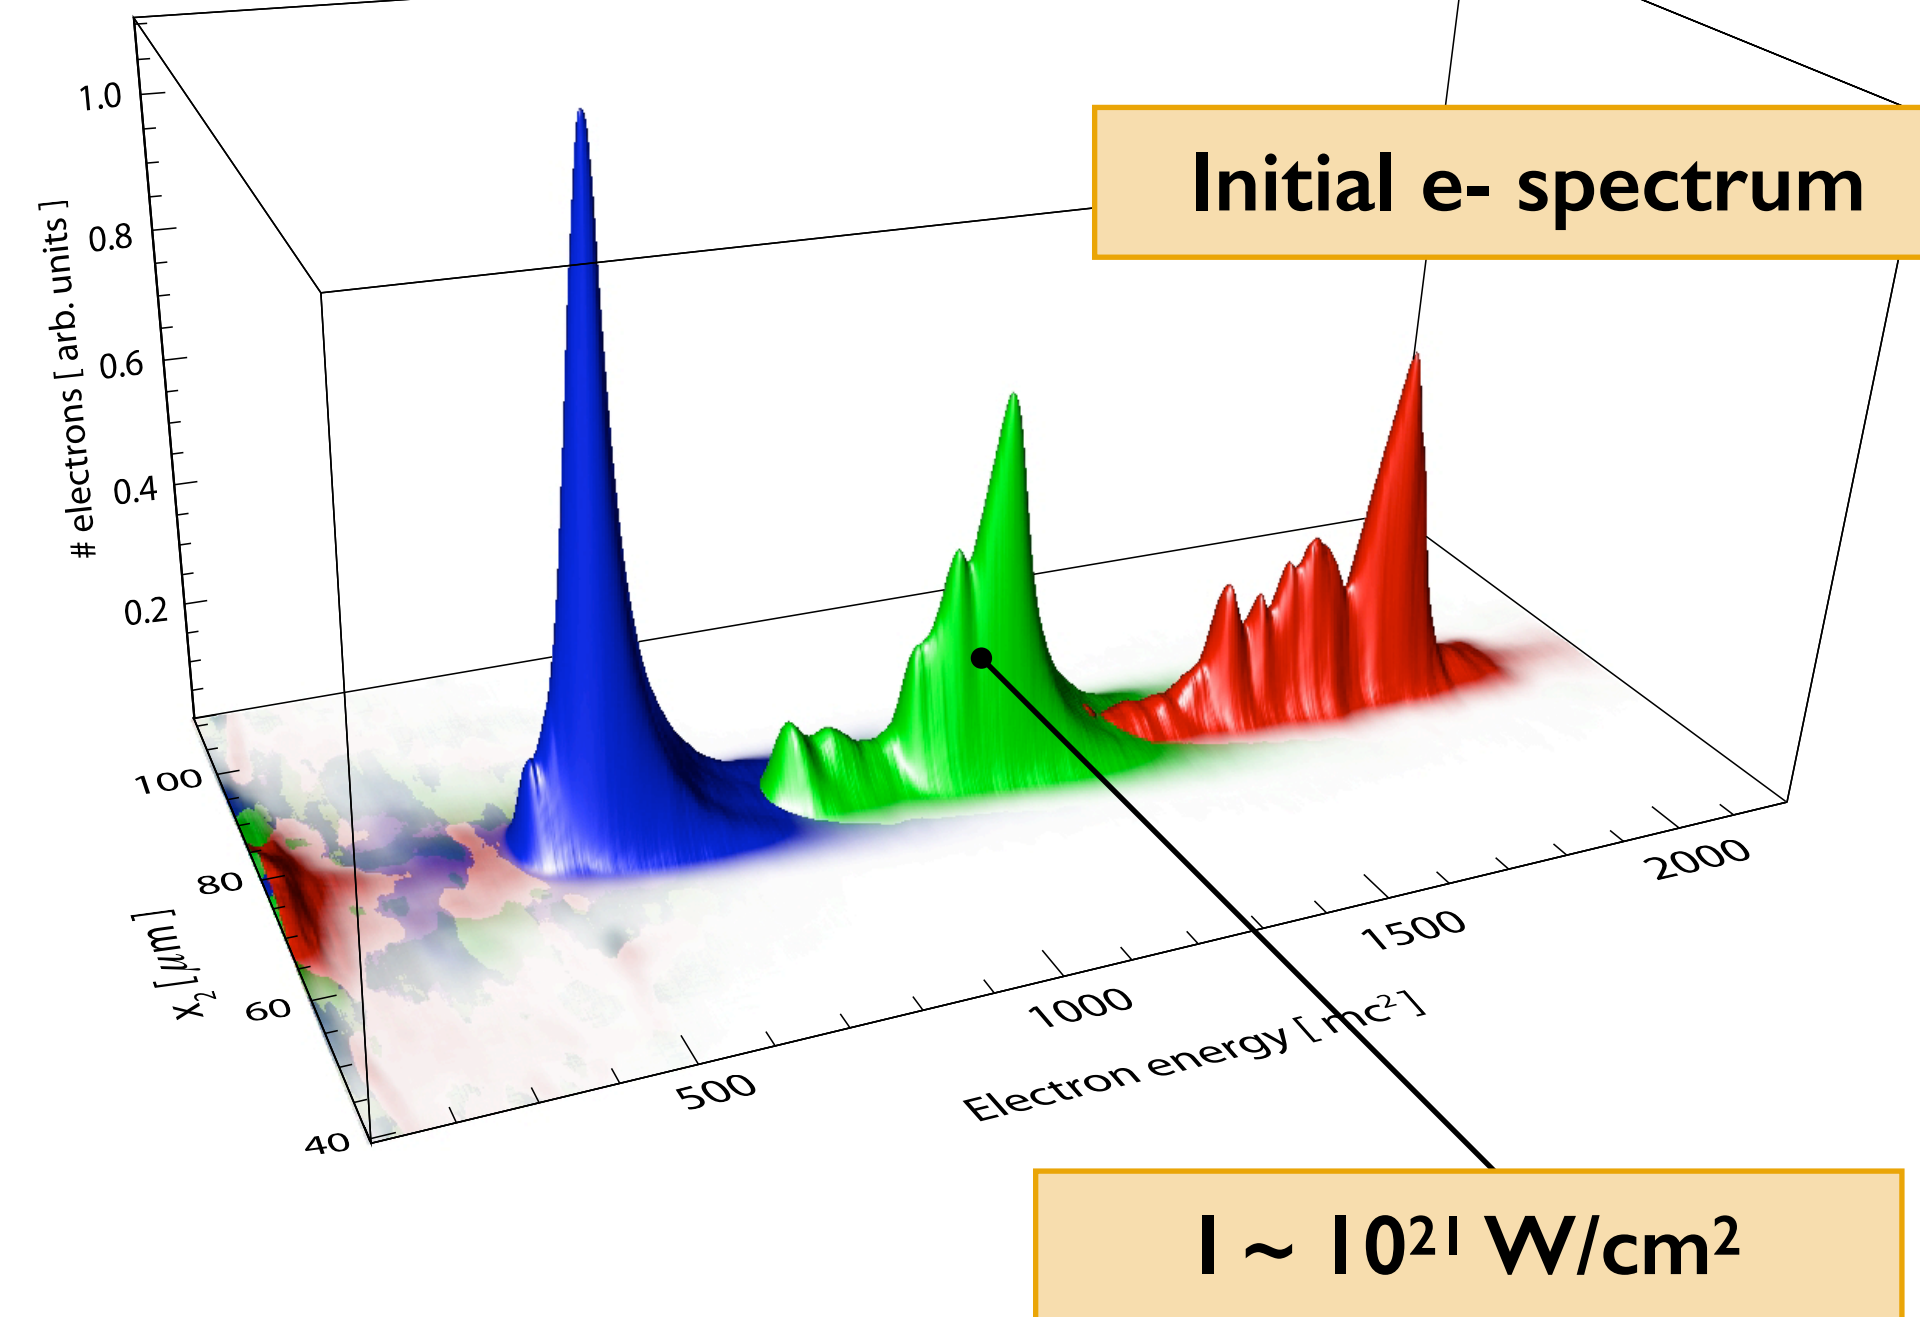 Initial e- spectrum
# electrons [ arb. units ]
1.0
0.8
0.6
0.4
0.2
100
80
60
40
x₂ [μm]
500
1000
1500
2000
Electron energy [ mc² ]
I ~ 10²¹ W/cm²